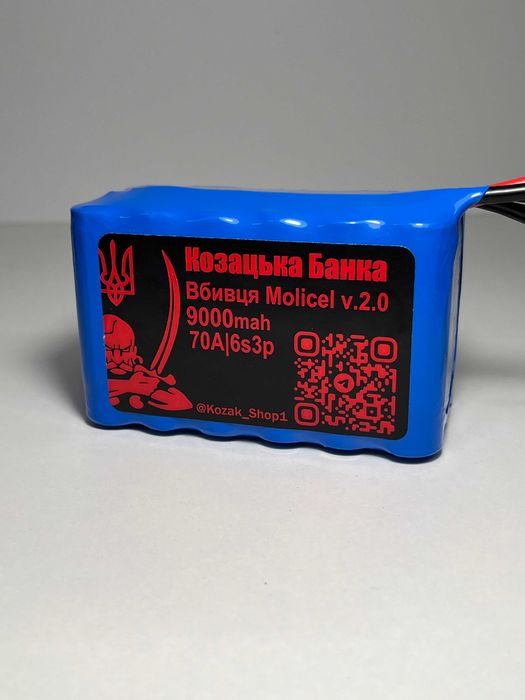 Козацька Банка
Вбивця Molicel v.2.0
9000mah
70A|6s3p
@Kozak_Shop1